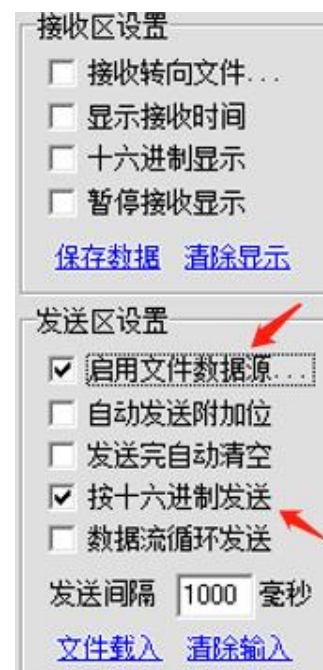 接收区设置
接收转向文件...
显示接收时间
十六进制显示
暂停接收显示
保存数据 清除显示
发送区设置
启用文件数据源...
自动发送附加位
发送完自动清空
按十六进制发送
数据流循环发送
发送间隔 1000 毫秒
文件载入 清除输入